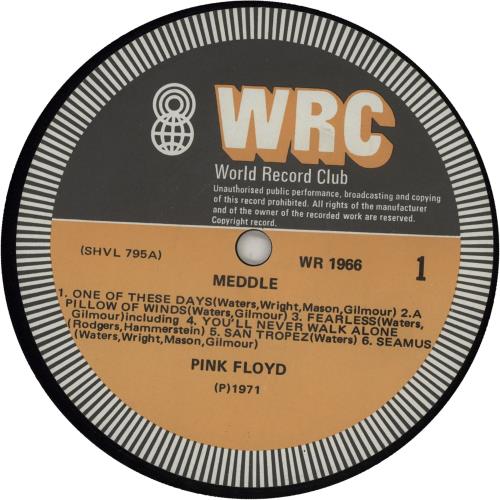 WRC
World Record Club
Unauthorised public performance, broadcasting and copying
of this record prohibited. All rights of the manufacturer
and of the owner of the recorded work are reserved.
Copyright record.
(SHVL 795A)
WR 1966
1
MEDDLE
1. ONE OF THESE DAYS(Waters,Wright,Mason,Gilmour) 2.A
PILLOW OF WINDS(Waters,Gilmour) 3. FEARLESS(Waters,
Gilmour)including 4. YOU'LL NEVER WALK ALONE
(Rodgers,Hammerstein) 5. SAN TROPEZ(Waters) 6. SEAMUS,
(Waters,Wright,Mason,Gilmour)
PINK FLOYD
(P)1971